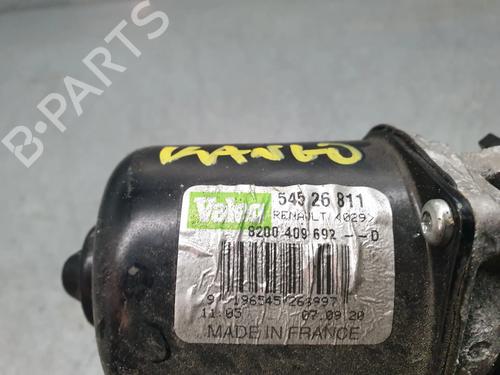 B-PARTS
KANGO
Valeo
545 26 811
RENAULT <029>
8200 409 692 -- D
11:05 07.09.20
MADE IN FRANCE